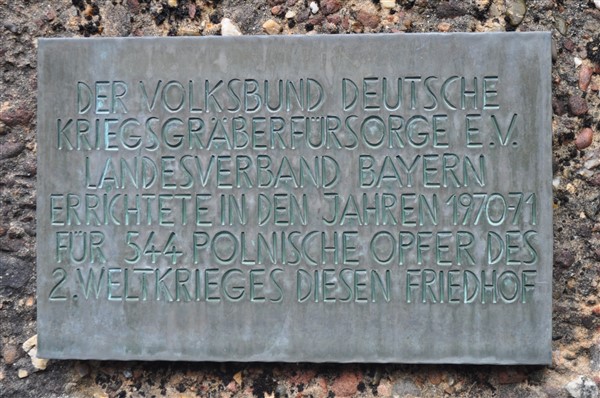 DER VOLKSBUND DEUTSCHE
KRIEGSGRÄBERFÜRSORGE E.V.
LANDESVERBAND BAYERN
ERRICHTETE IN DEN JAHREN 1970-71
FÜR 544 POLNISCHE OPFER DES
2. WELTKRIEGES DIESEN FRIEDHOF